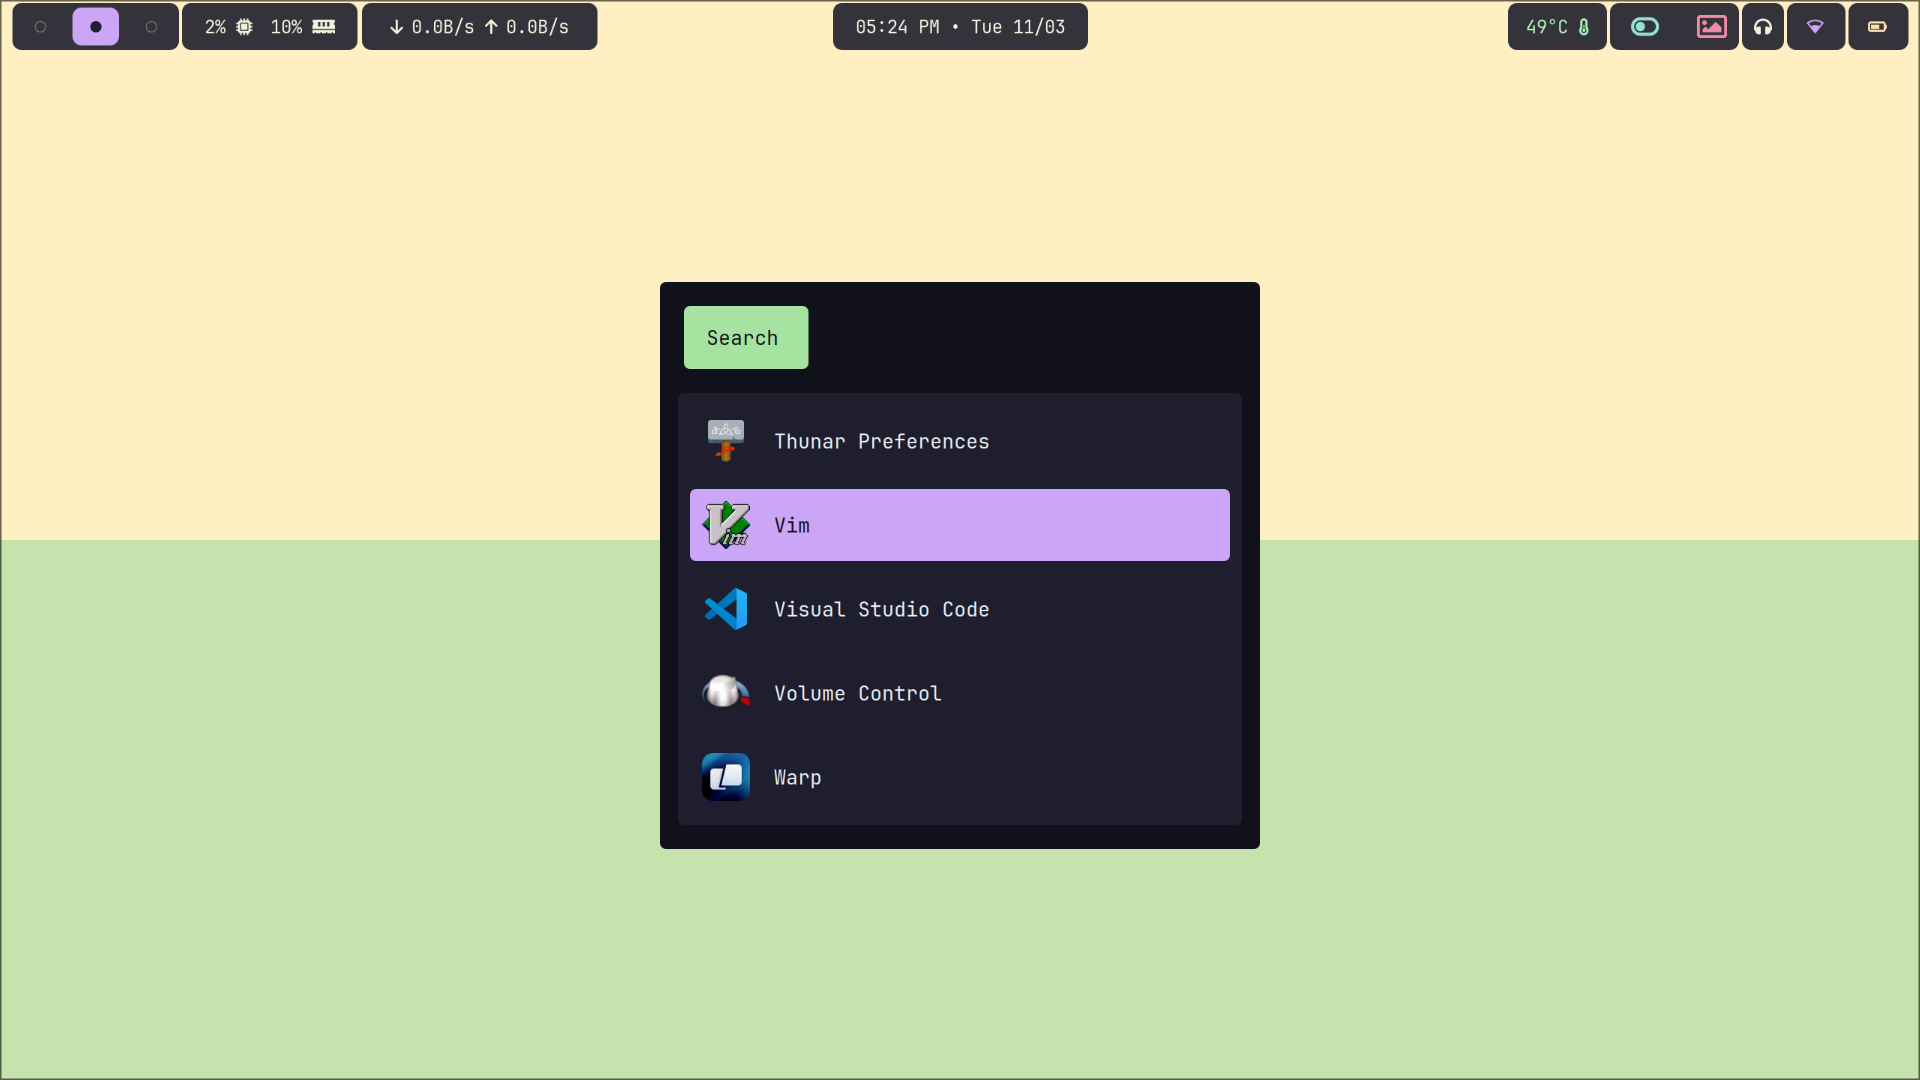 2% 10% ↓ 0.0B/s ↑ 0.0B/s 05:24 PM • Tue 11/03 49°C
Search
Thunar Preferences
Vim
Visual Studio Code
Volume Control
Warp